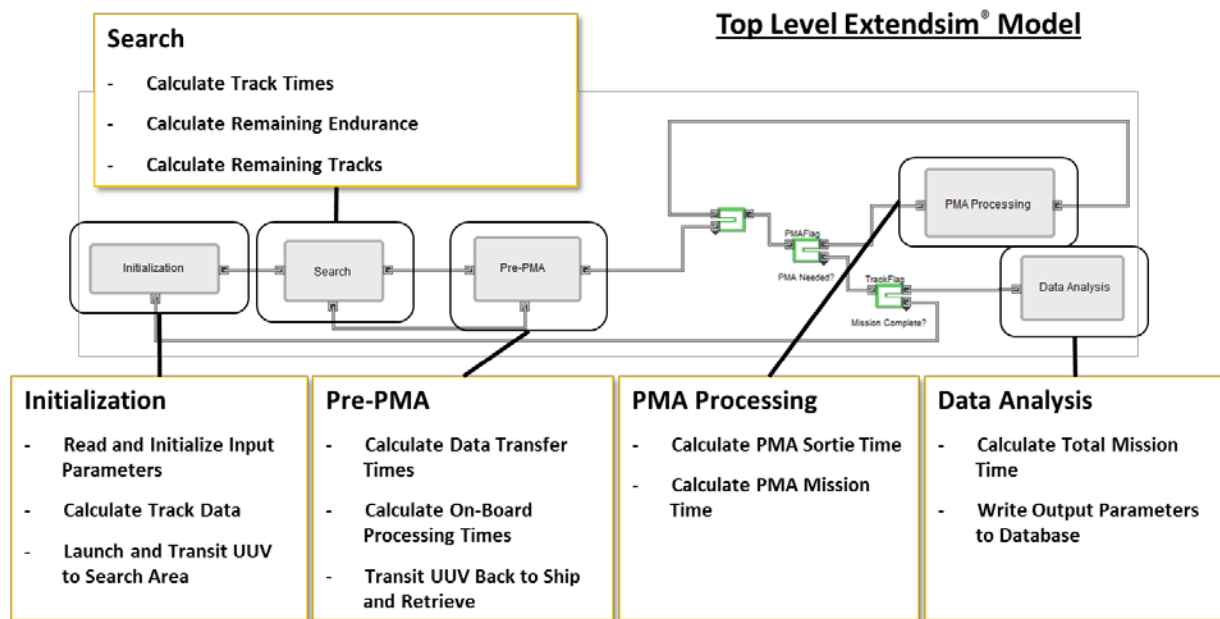 Top Level Extendsim® Model
Search
- Calculate Track Times
- Calculate Remaining Endurance
- Calculate Remaining Tracks
Initialization
Search
Pre-PMA
PMAFlag
PMA Needed?
TrackFlag
Mission Complete?
PMA Processing
Data Analysis
Initialization
- Read and Initialize Input
Parameters
- Calculate Track Data
- Launch and Transit UUV
to Search Area
Pre-PMA
- Calculate Data Transfer
Times
- Calculate On-Board
Processing Times
- Transit UUV Back to Ship
and Retrieve
PMA Processing
- Calculate PMA Sortie Time
- Calculate PMA Mission
Time
Data Analysis
- Calculate Total Mission
Time
- Write Output Parameters
to Database